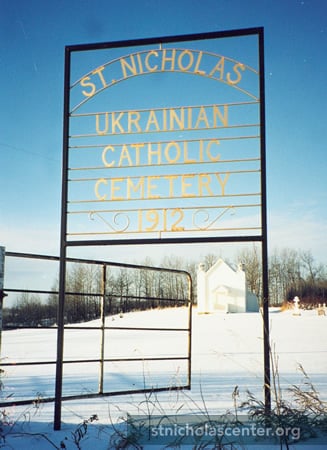 ST. NICHOLAS
UKRAINIAN
CATHOLIC
CEMETERY
1912
stnicholascenter.org